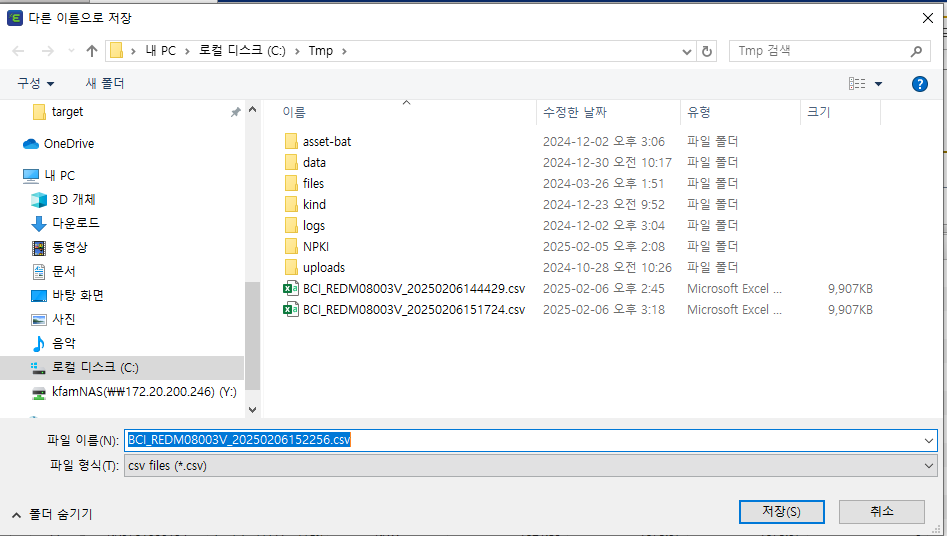 다른 이름으로 저장
내 PC > 로컬 디스크 (C:) > Tmp >
Tmp 검색
구성
새 폴더
target
OneDrive
내 PC
3D 개체
다운로드
동영상
문서
바탕 화면
사진
음악
로컬 디스크 (C:)
kfamNAS(₩₩172.20.200.246) (Y:)
이름 수정한 날짜 유형 크기
asset-bat 2024-12-02 오후 3:06 파일 폴더
data 2024-12-30 오전 10:17 파일 폴더
files 2024-03-26 오후 1:51 파일 폴더
kind 2024-12-23 오전 9:52 파일 폴더
logs 2024-12-02 오후 3:04 파일 폴더
NPKI 2025-02-05 오후 2:08 파일 폴더
uploads 2024-10-28 오전 10:26 파일 폴더
BCI_REDM08003V_20250206144429.csv 2025-02-06 오후 2:45 Microsoft Excel ... 9,907KB
BCI_REDM08003V_20250206151724.csv 2025-02-06 오후 3:18 Microsoft Excel ... 9,907KB
파일 이름(N): BCI_REDM08003V_20250206152256.csv
파일 형식(T): csv files (*.csv)
폴더 숨기기
저장(S)
취소